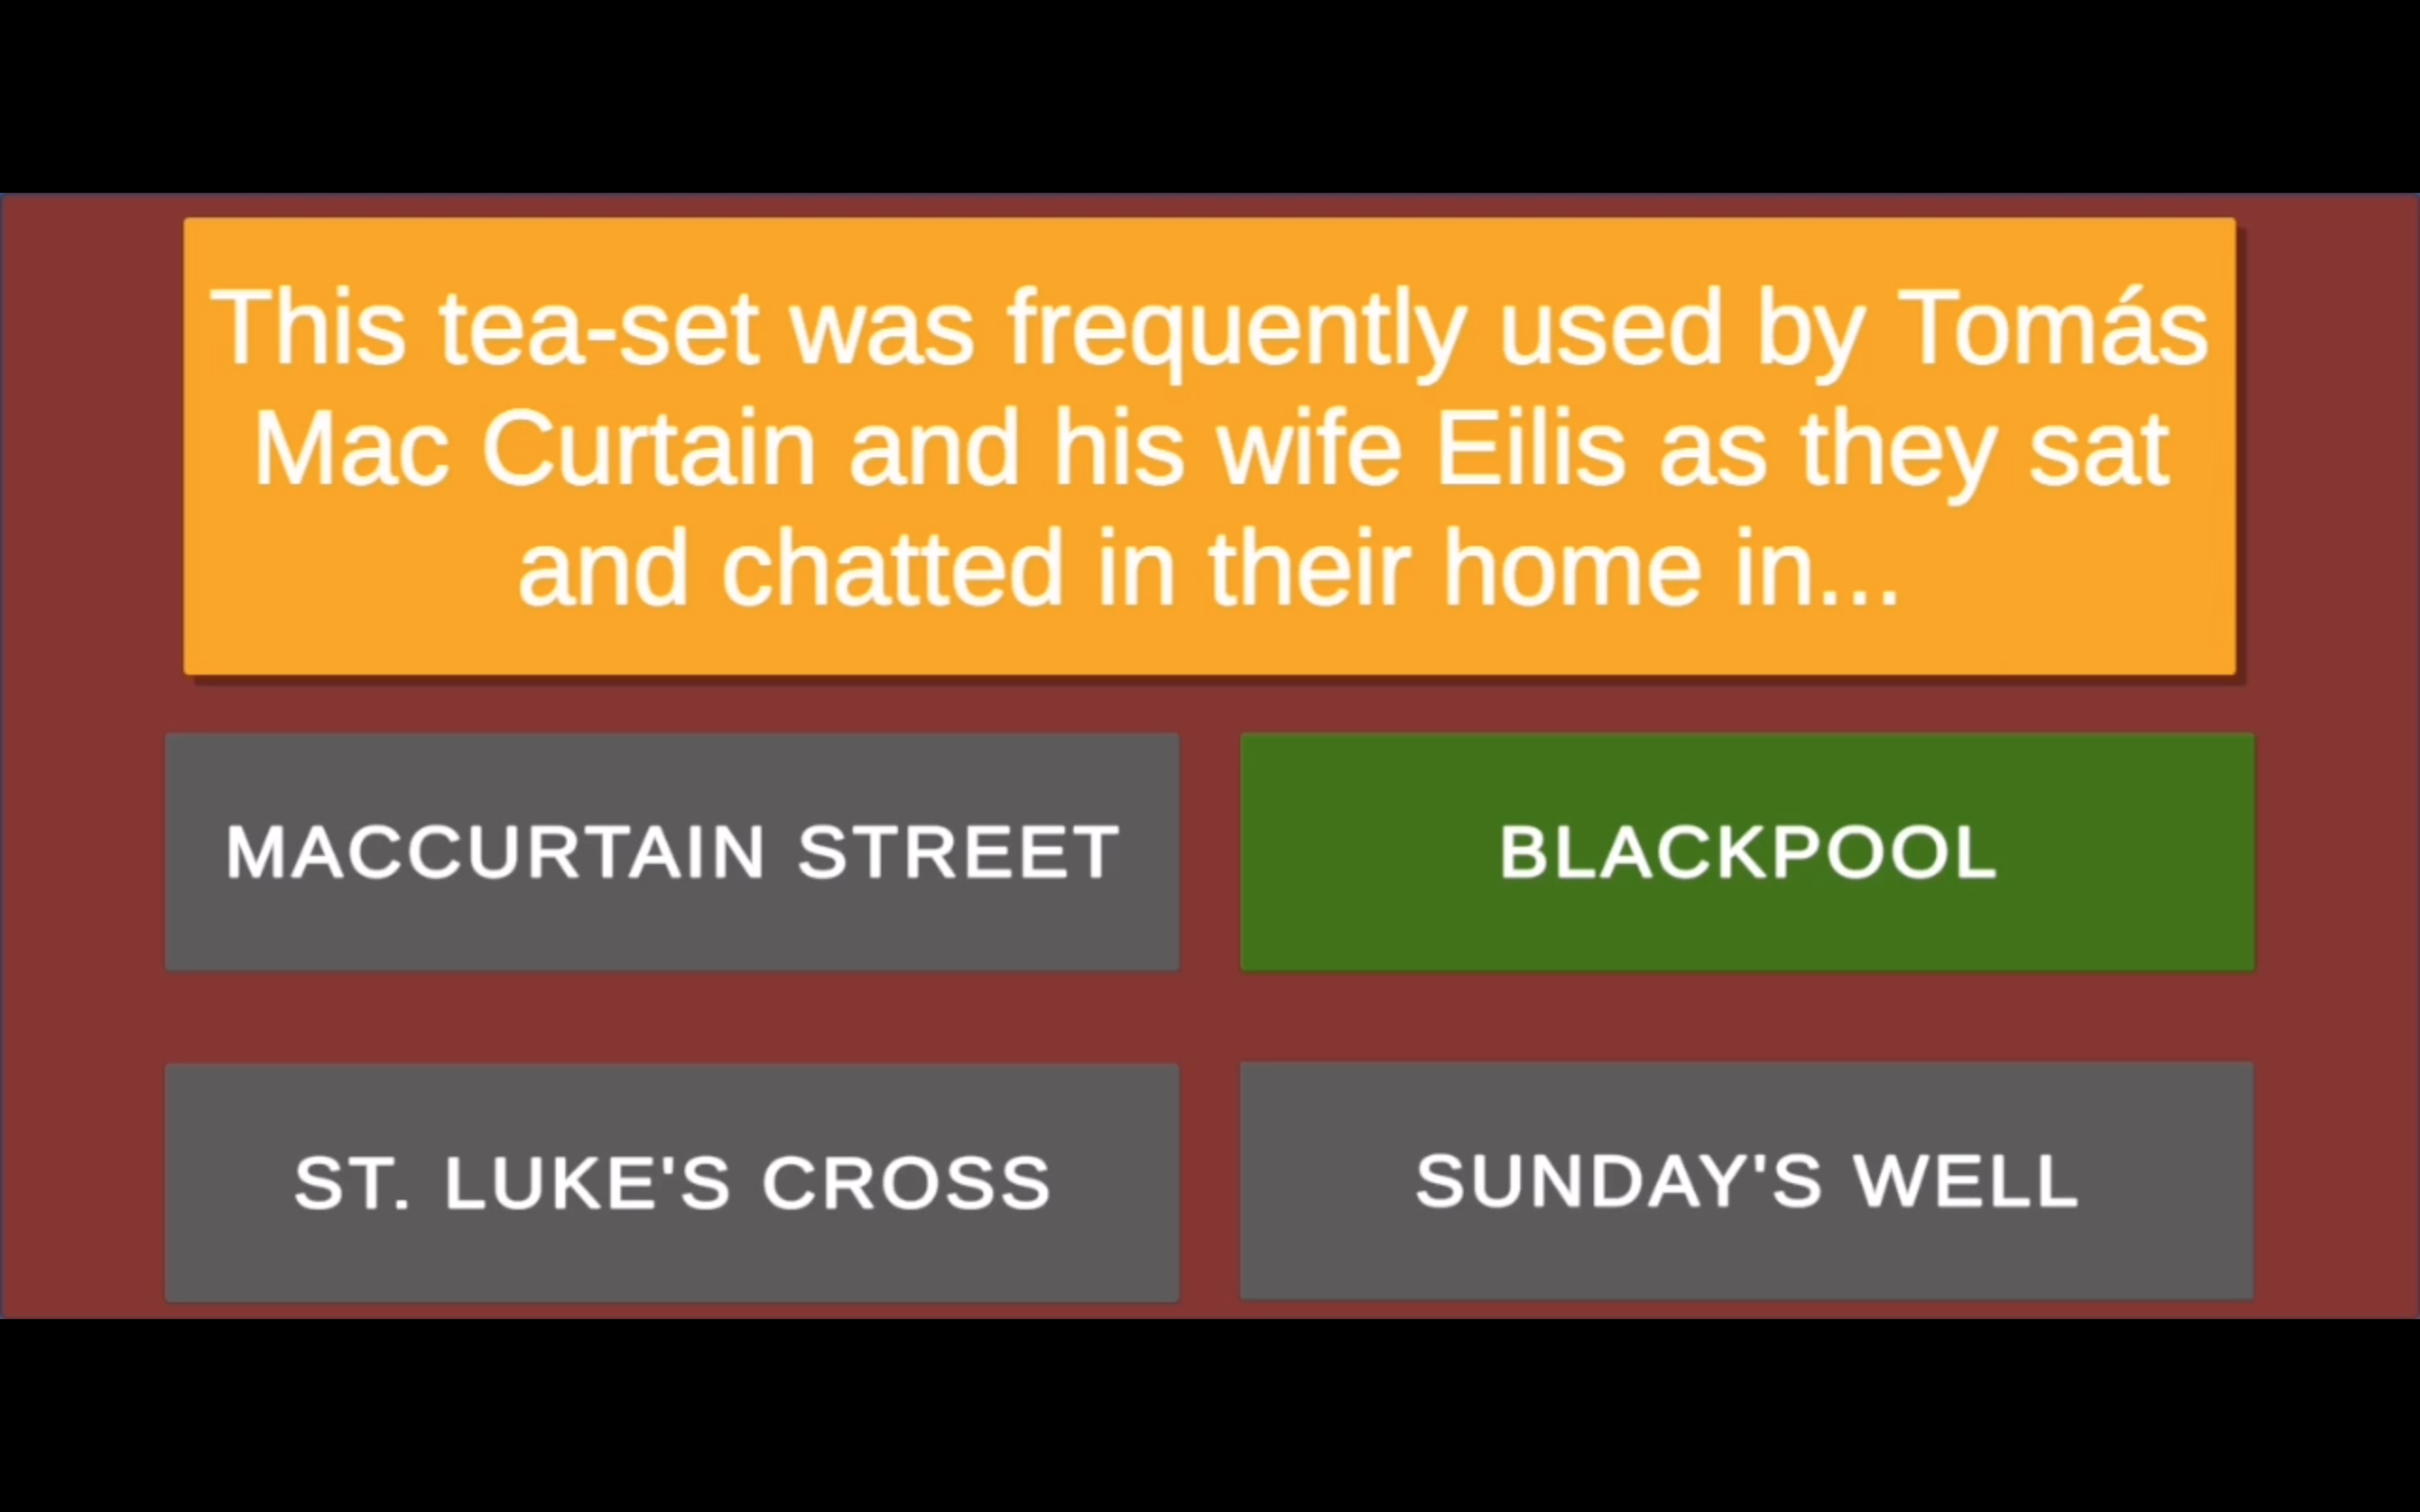 This tea-set was frequently used by Tomás
Mac Curtain and his wife Eilis as they sat
and chatted in their home in...
MACCURTAIN STREET
BLACKPOOL
ST. LUKE'S CROSS
SUNDAY'S WELL